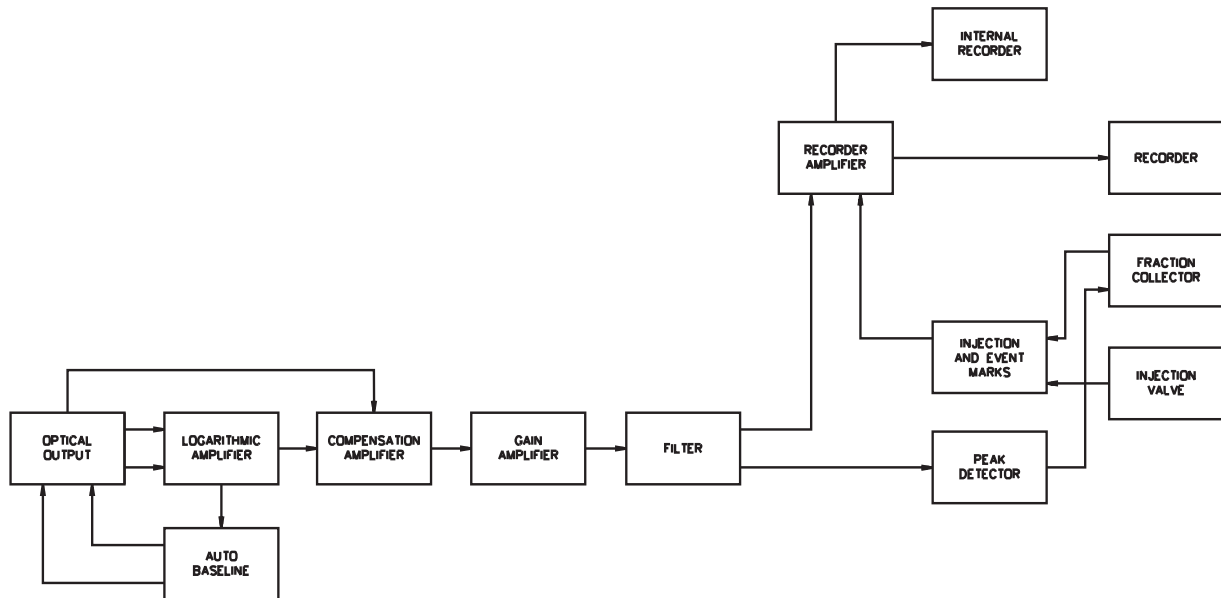 INTERNAL
RECORDER
RECORDER
AMPLIFIER
RECORDER
FRACTION
COLLECTOR
INJECTION
AND EVENT
MARKS
INJECTION
VALVE
OPTICAL
OUTPUT
LOGARITHMIC
AMPLIFIER
COMPENSATION
AMPLIFIER
GAIN
AMPLIFIER
FILTER
PEAK
DETECTOR
AUTO
BASELINE